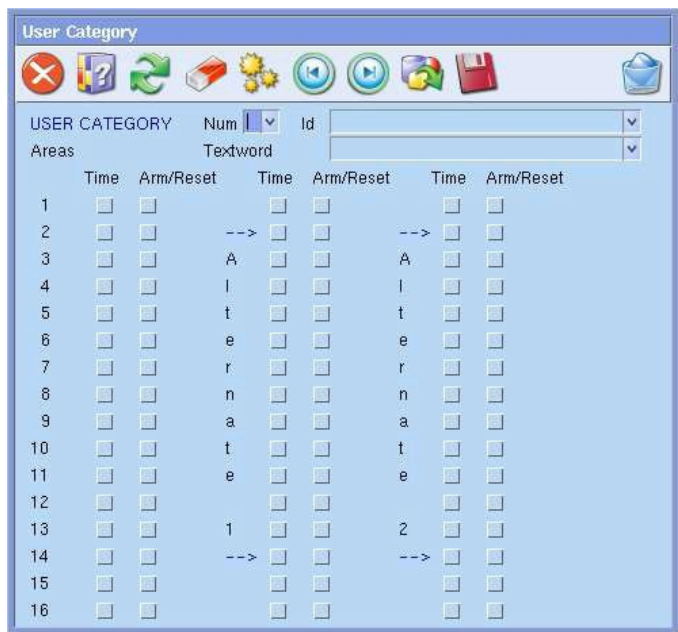 User Category
USER CATEGORY Num Id
Areas Textword
Time Arm/Reset Time Arm/Reset Time Arm/Reset
1
2 --> -->
3 A A
4 l l
5 t t
6 e e
7 r r
8 n n
9 a a
10 t t
11 e e
12
13 1 2
14 --> -->
15
16